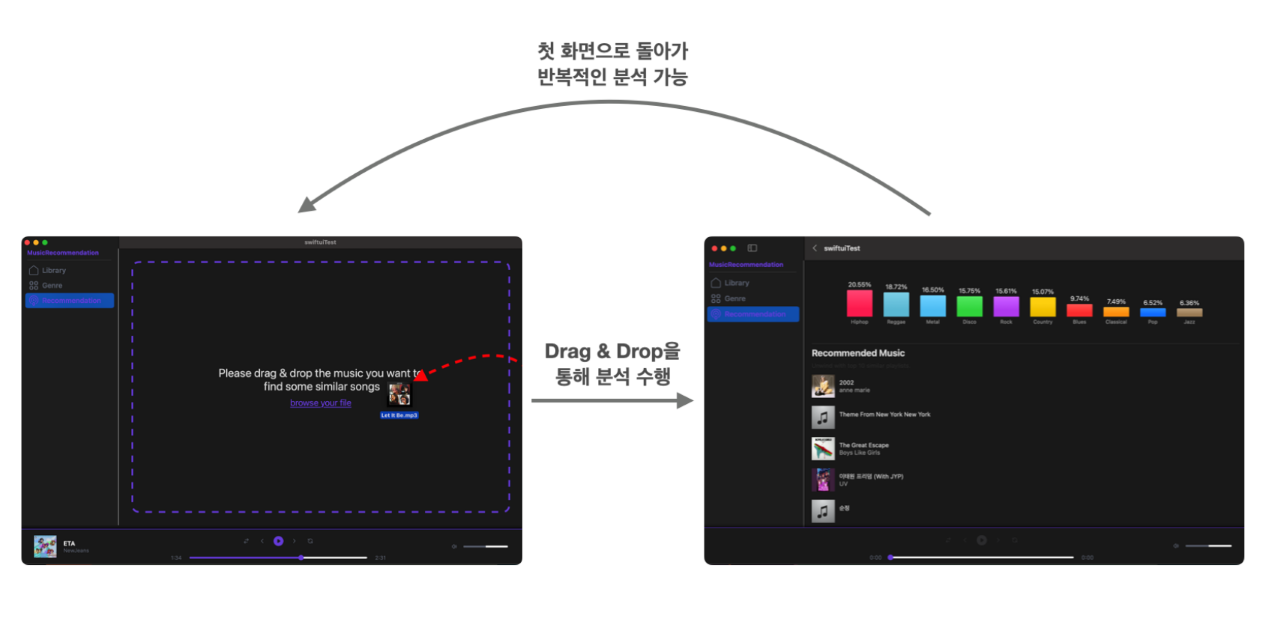 첫 화면으로 돌아가
반복적인 분석 가능
swiftuiTest
MusicRecommendation
Library
Genre
Recommendation
Please drag & drop the music you want to
find some similar songs
browse your file
Let it Be.mp3
ETA
NewJeans
1:04
2:31
Drag & Drop을
통해 분석 수행
swiftuiTest
MusicRecommendation
Library
Genre
Recommendation
20.55% 18.72% 16.50% 15.75% 15.61% 15.07% 9.74% 7.49% 6.52% 6.36%
Hiphop Reggae Metal Disco Rock Country Blues Classical Pop Jazz
Recommended Music
2002
anne marie
Theme From New York New York
The Great Escape
Boys Like Girls
이태원 프리덤 (With JYP)
UV
순정
0:00
0:00